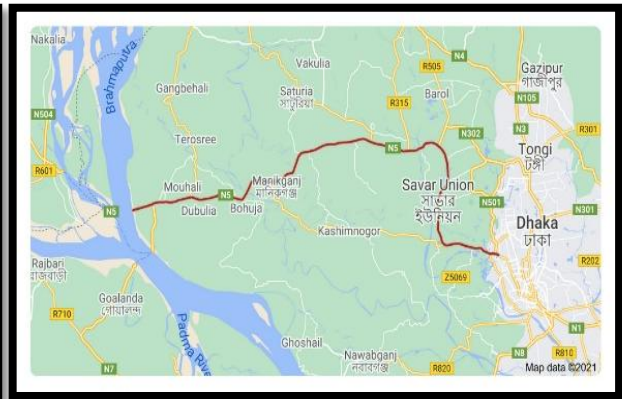 Nakalia
Brahmaputra
Vakulia
N4
Gazipur
গাজীপুর
R505
Gangbehali
Saturia
সাটুরিয়া
R315
Barol
N105
N504
N302
N3
R301
Terosree
N5
Tongi
টঙ্গী
R601
Mouhali
N5
Manikganj
মানিকগঞ্জ
Savar Union
সাভার
ইউনিয়ন
N501
N5
Dubulia
Bohuja
N301
Dhaka
ঢাকা
Kashimnogor
Rajbari
রাজবাড়ী
R202
Z5069
Goalanda
গোয়ালন্দ
R710
Padma River
N1
Ghoshail
Nawabganj
নবাবগঞ্জ
N7
R820
N8
R810
Map data ©2021